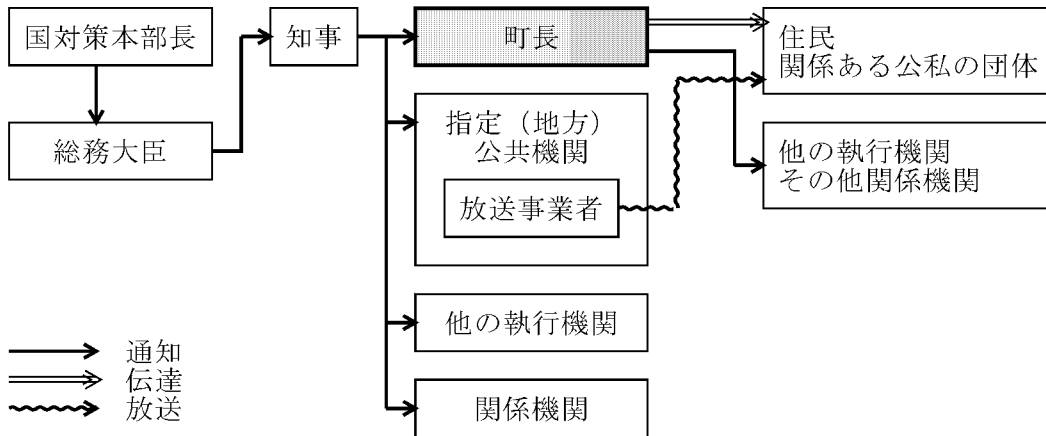 国対策本部長
総務大臣
知事
町長
指定（地方）
公共機関
放送事業者
他の執行機関
関係機関
住民
関係ある公私の団体
他の執行機関
その他関係機関
通知
伝達
放送